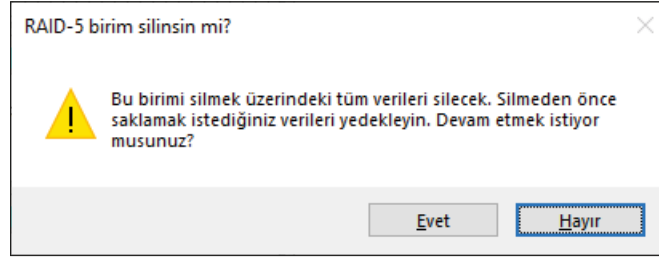 RAID-5 birim silinsin mi?
Bu birimi silmek üzerindeki tüm verileri silecek. Silmeden önce
saklamak istediğiniz verileri yedekleyin. Devam etmek istiyor
musunuz?
Evet
Hayır